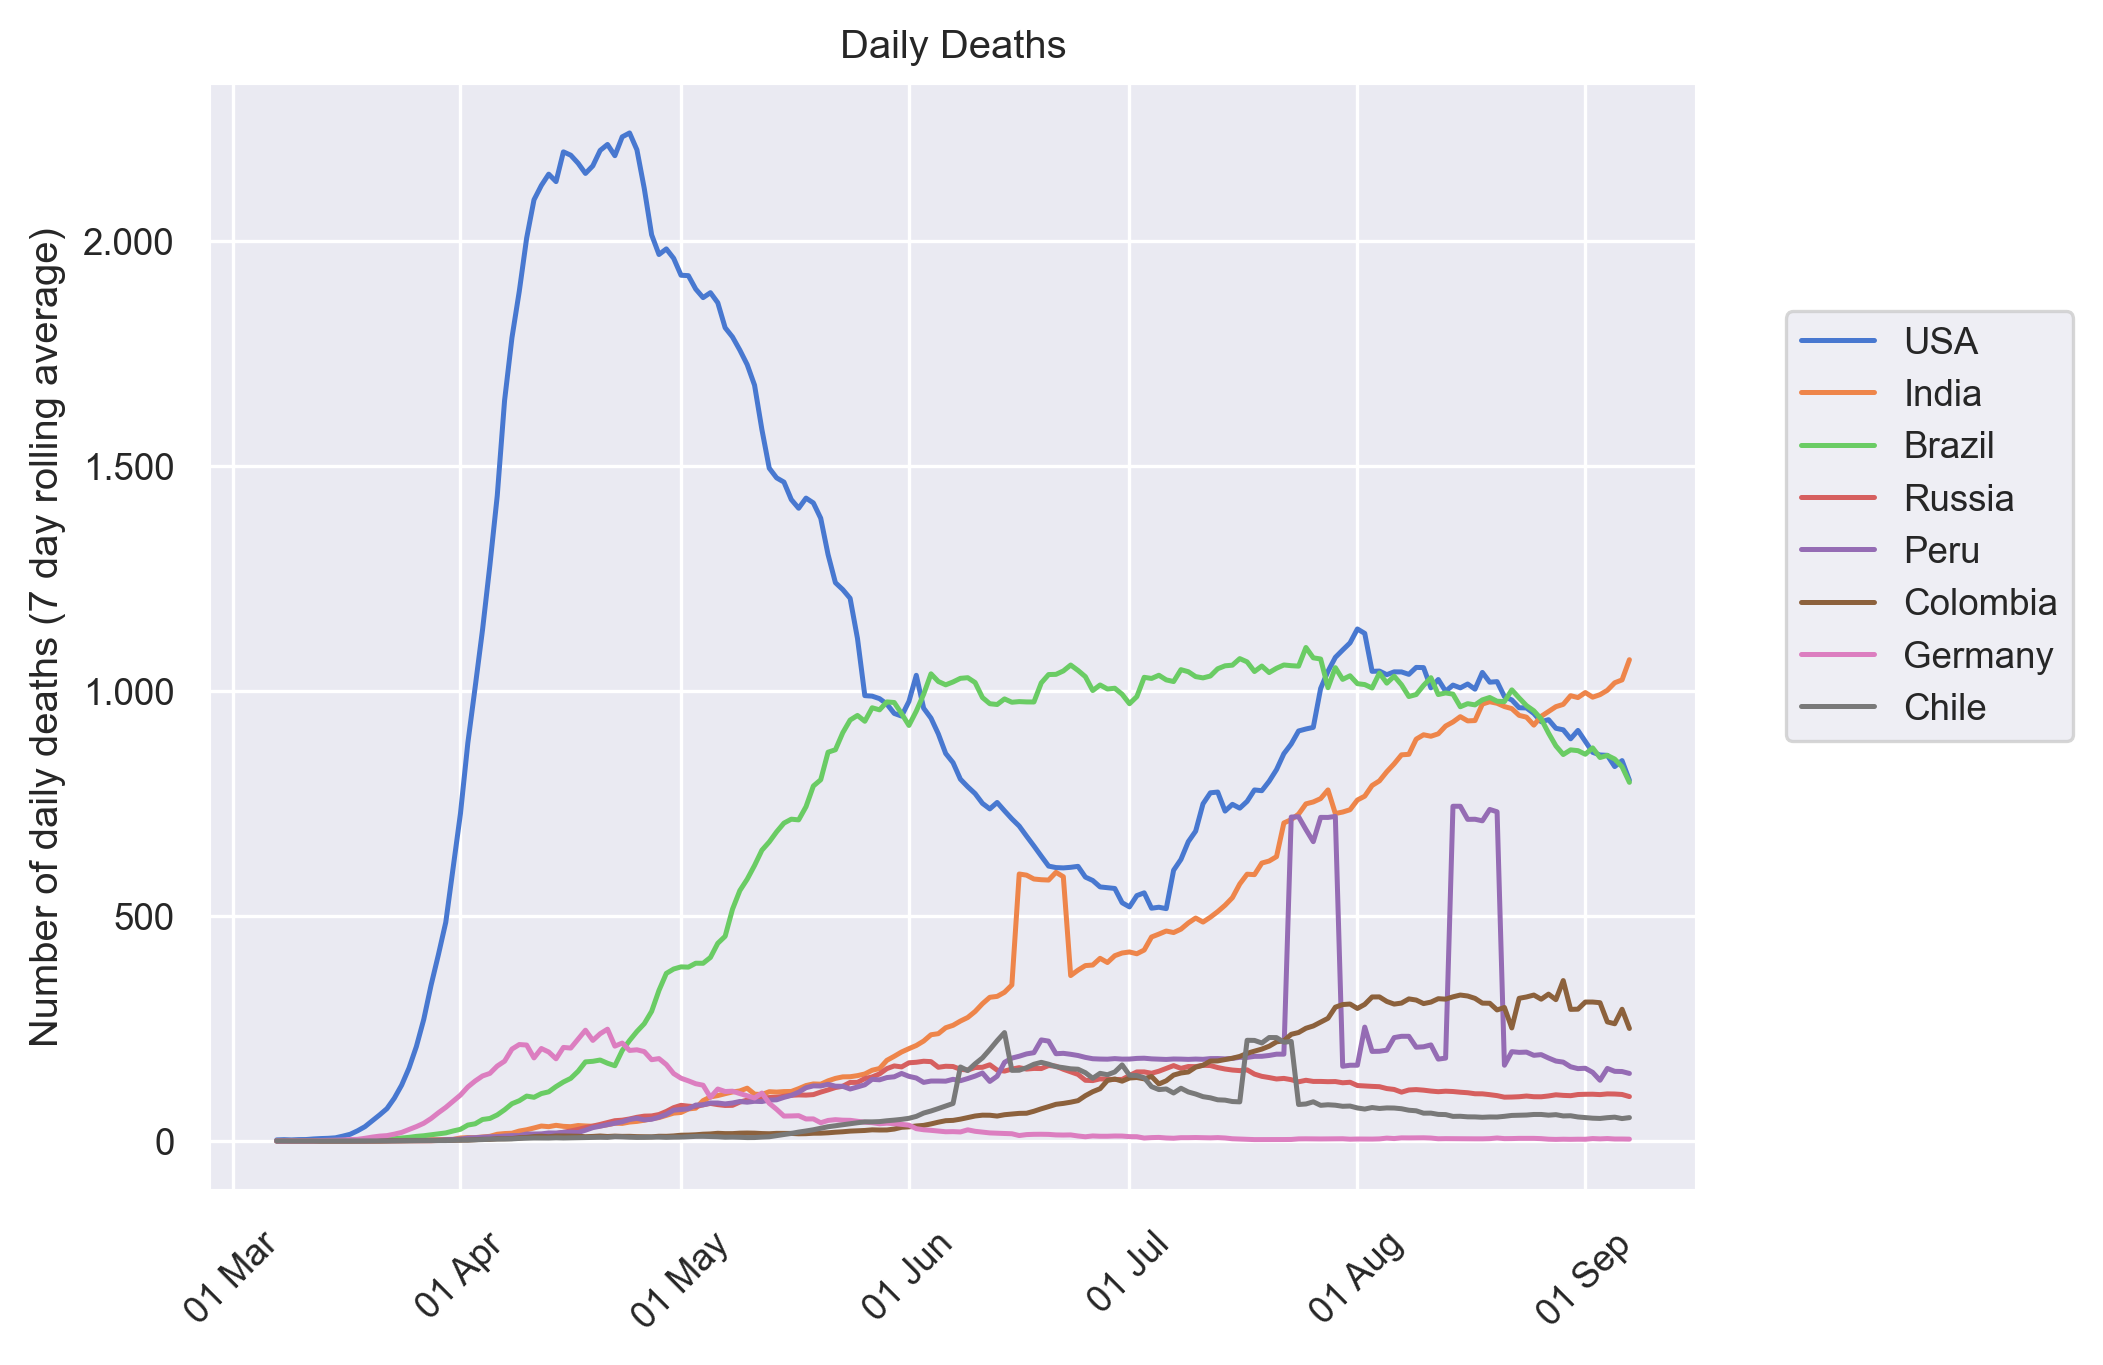 Daily Deaths
Number of daily deaths (7 day rolling average)
2.000
1.500
1.000
500
0
01 Mar
01 Apr
01 May
01 Jun
01 Jul
01 Aug
01 Sep
USA
India
Brazil
Russia
Peru
Colombia
Germany
Chile